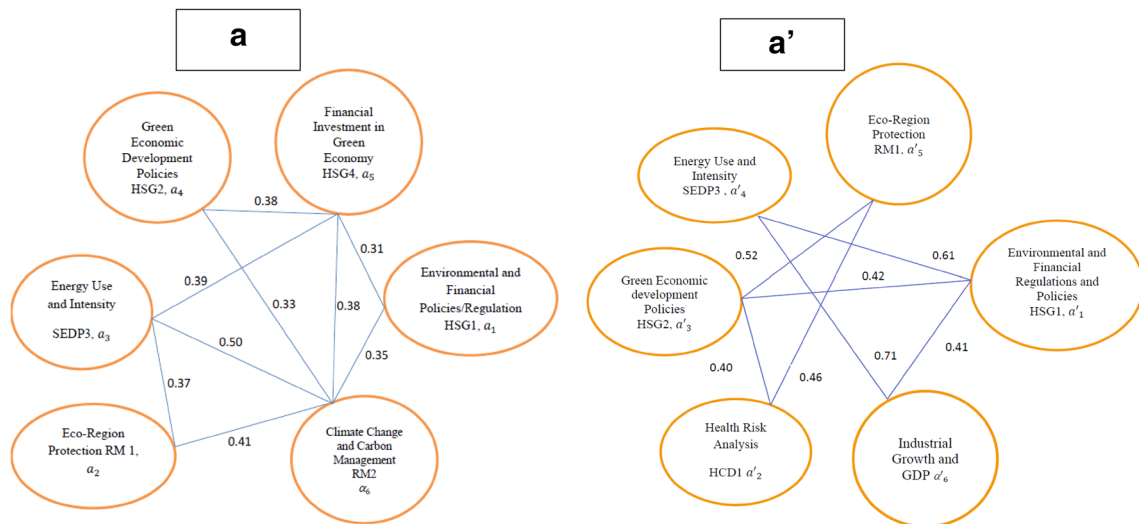 a
Green
Economic
Development
Policies
HSG2, a₄
Financial
Investment in
Green
Economy
HSG4, a₅
0.38
0.31
Environmental and
Financial
Policies/Regulation
HSG1, a₁
0.39
0.33
0.38
0.35
Energy Use
and Intensity
SEDP3, a₃
0.50
0.37
0.41
Eco-Region
Protection RM 1,
a₂
Climate Change
and Carbon
Management
RM2
α₆
a’
Eco-Region
Protection
RM1, a′₅
Energy Use and
Intensity
SEDP3 , a′₄
0.52
0.61
0.42
Green Economic
development
Policies
HSG2, a′₃
Environmental and
Financial
Regulations and
Policies
HSG1, a′₁
0.40
0.46
0.71
0.41
Health Risk
Analysis
HCD1 a′₂
Industrial
Growth and
GDP α′₆